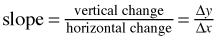 slope = vertical change / horizontal change = Δy / Δx